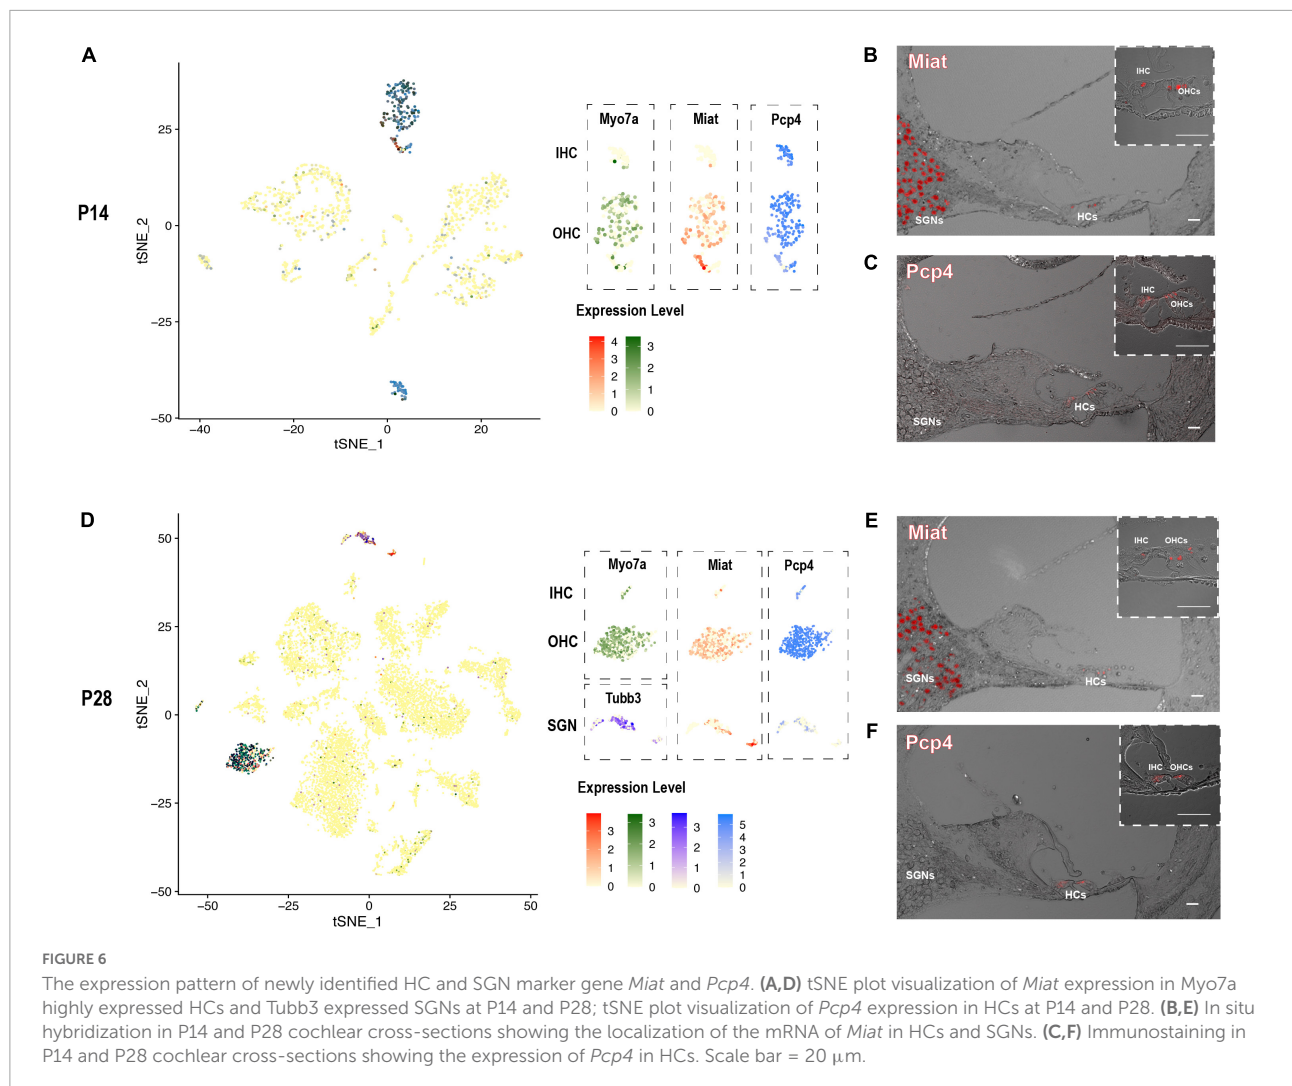 A
P14
tSNE_2
25
0
−25
−50
−40
−20
0
20
tSNE_1
Myo7a
Miat
Pcp4
IHC
OHC
Expression Level
4
3
2
1
0
3
2
1
0
B
Miat
IHC
OHCs
SGNs
HCs
C
Pcp4
IHC
OHCs
SGNs
HCs
D
P28
tSNE_2
50
25
0
−25
−50
−50
−25
0
25
50
tSNE_1
Myo7a
Miat
Pcp4
IHC
OHC
Tubb3
SGN
Expression Level
3
2
1
0
3
2
1
0
3
2
1
0
5
4
3
2
1
0
E
Miat
IHC
OHCs
SGNs
HCs
F
Pcp4
IHC
OHCs
SGNs
HCs
FIGURE 6
The expression pattern of newly identified HC and SGN marker gene Miat and Pcp4. (A,D) tSNE plot visualization of Miat expression in Myo7a
highly expressed HCs and Tubb3 expressed SGNs at P14 and P28; tSNE plot visualization of Pcp4 expression in HCs at P14 and P28. (B,E) In situ
hybridization in P14 and P28 cochlear cross-sections showing the localization of the mRNA of Miat in HCs and SGNs. (C,F) Immunostaining in
P14 and P28 cochlear cross-sections showing the expression of Pcp4 in HCs. Scale bar = 20 μm.